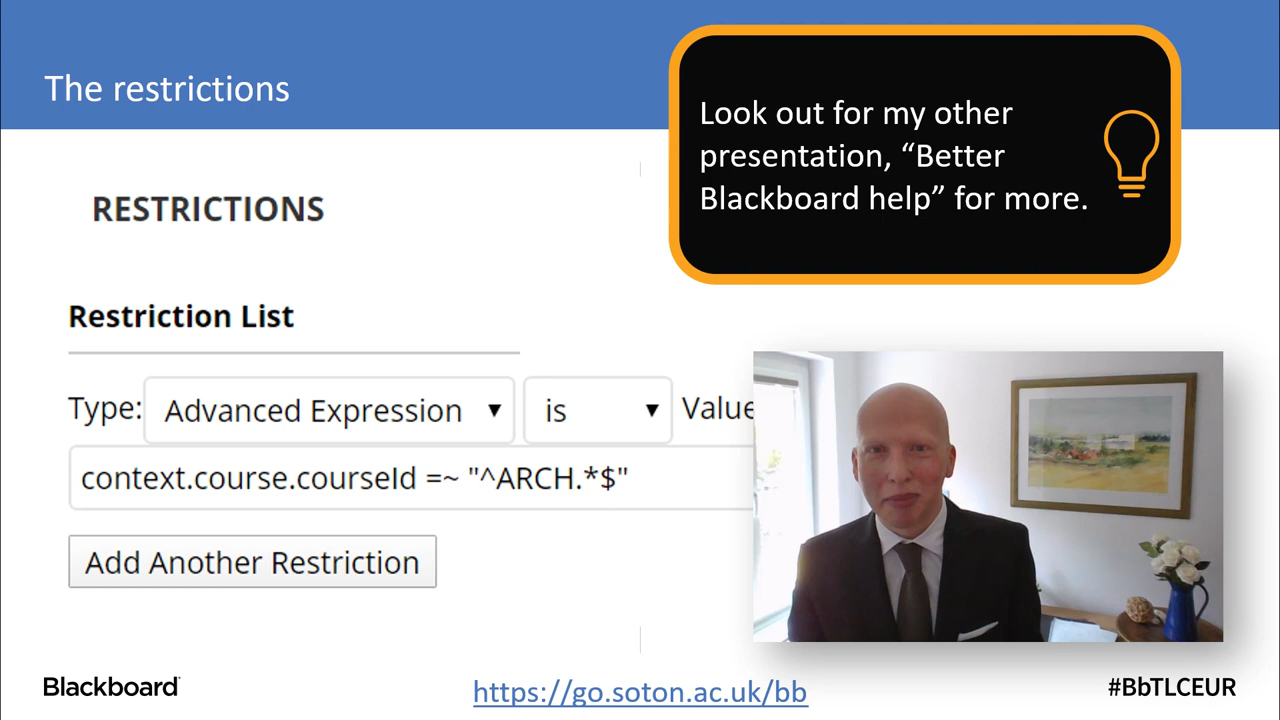 The restrictions
Look out for my other
presentation, “Better
Blackboard help” for more.
RESTRICTIONS
Restriction List
Type: Advanced Expression is Value
context.course.courseId =~ "^ARCH.*$"
Add Another Restriction
Blackboard
https://go.soton.ac.uk/bb
#BbTLCEUR